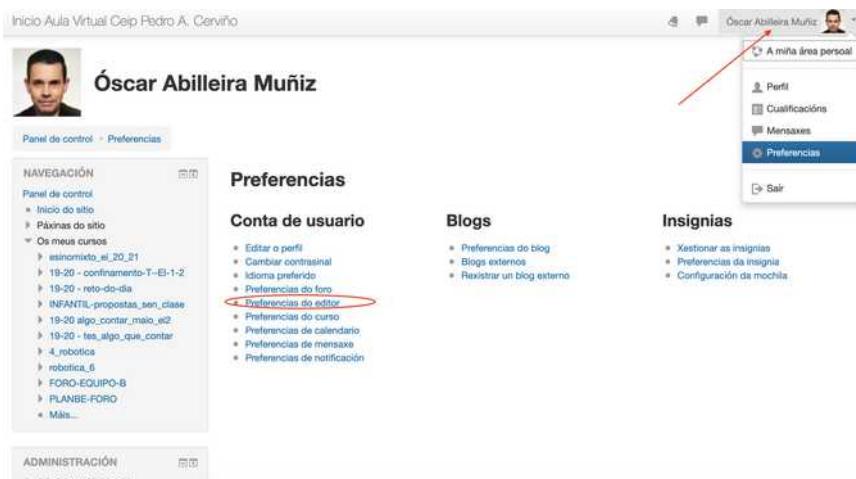 Inicio Aula Virtual Ceip Pedro A. Cerviño
Óscar Abilleira Muñiz
A miña área persoal
Perfil
Cualificacións
Mensaxes
Preferencias
Saír
Óscar Abilleira Muñiz
Panel de control
Preferencias
NAVEGACIÓN
Panel de control
Inicio do sitio
Páxinas do sitio
Os meus cursos
esinomixto_ei_20_21
19-20 - confinamento-T--EI-1-2
19-20 - reto-do-dia
INFANTIL-propostas_sen_clase
19-20 algo_contar_maio_ei2
19-20 - tes_algo_que_contar
4_robotica
robotica_6
FORO-EQUIPO-B
PLANBE-FORO
Máis...
ADMINISTRACIÓN
Preferencias
Conta de usuario
Editar o perfil
Cambiar contrasinal
Idioma preferido
Preferencias do foro
Preferencias do editor
Preferencias do curso
Preferencias de calendario
Preferencias de mensaxe
Preferencias de notificación
Blogs
Preferencias do blog
Blogs externos
Rexistrar un blog externo
Insignias
Xestionar as insignias
Preferencias da insignia
Configuración da mochila